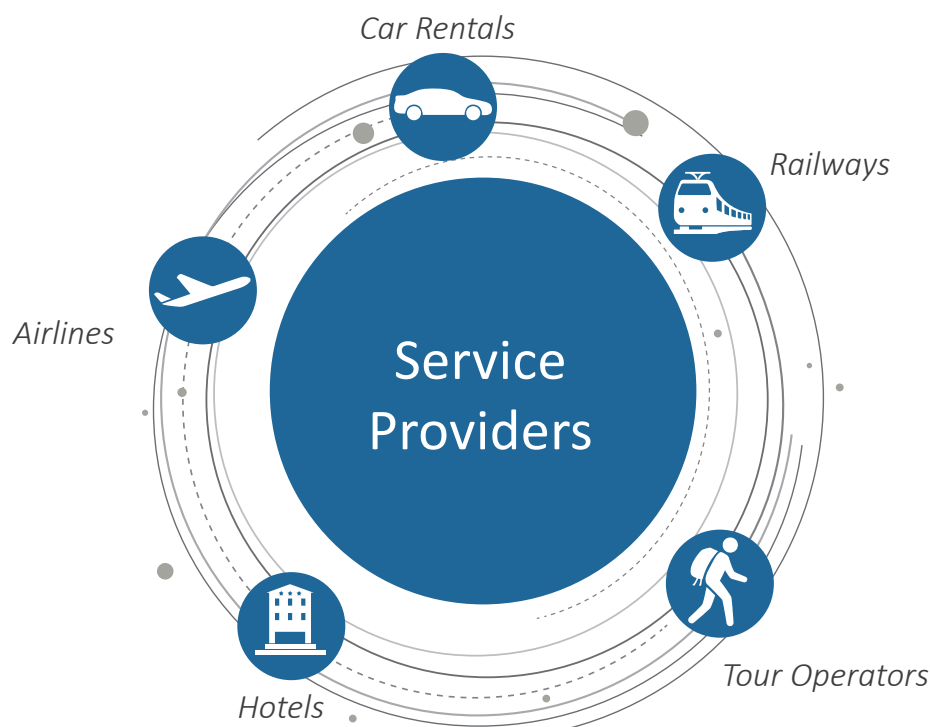 Car Rentals
Railways
Airlines
Service
Providers
Tour Operators
Hotels